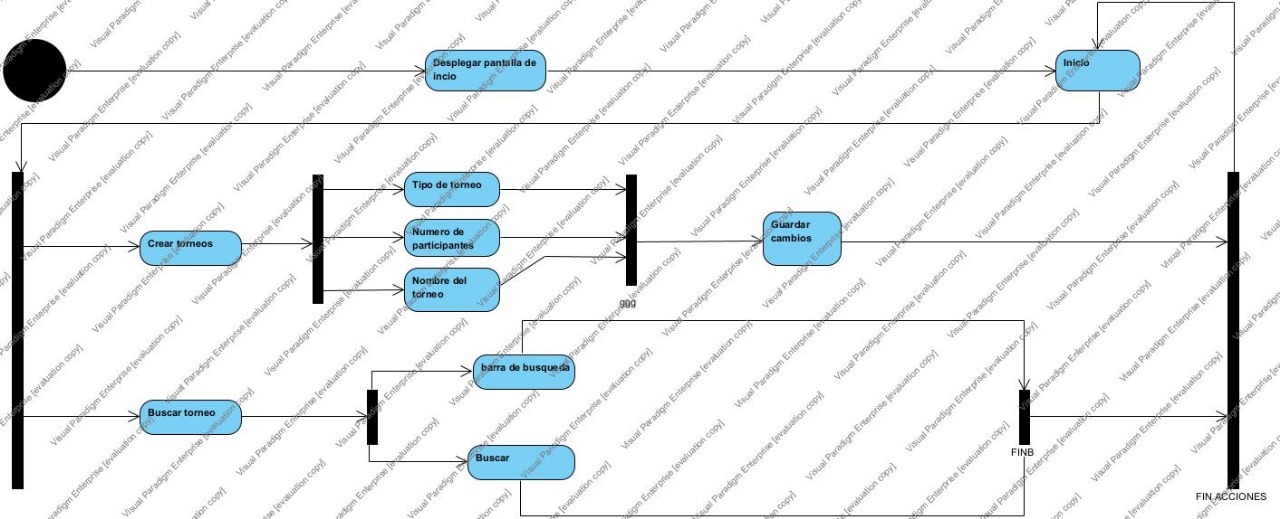 Desplegar pantalla de
incio
Inicio
Tipo de torneo
Crear torneos
Numero de
participantes
Guardar
cambios
Nombre del
torneo
ggg
barra de busqueda
Buscar torneo
Buscar
FINB
FIN.ACCIONES
Visual Paradigm Enterprise [evaluation copy]